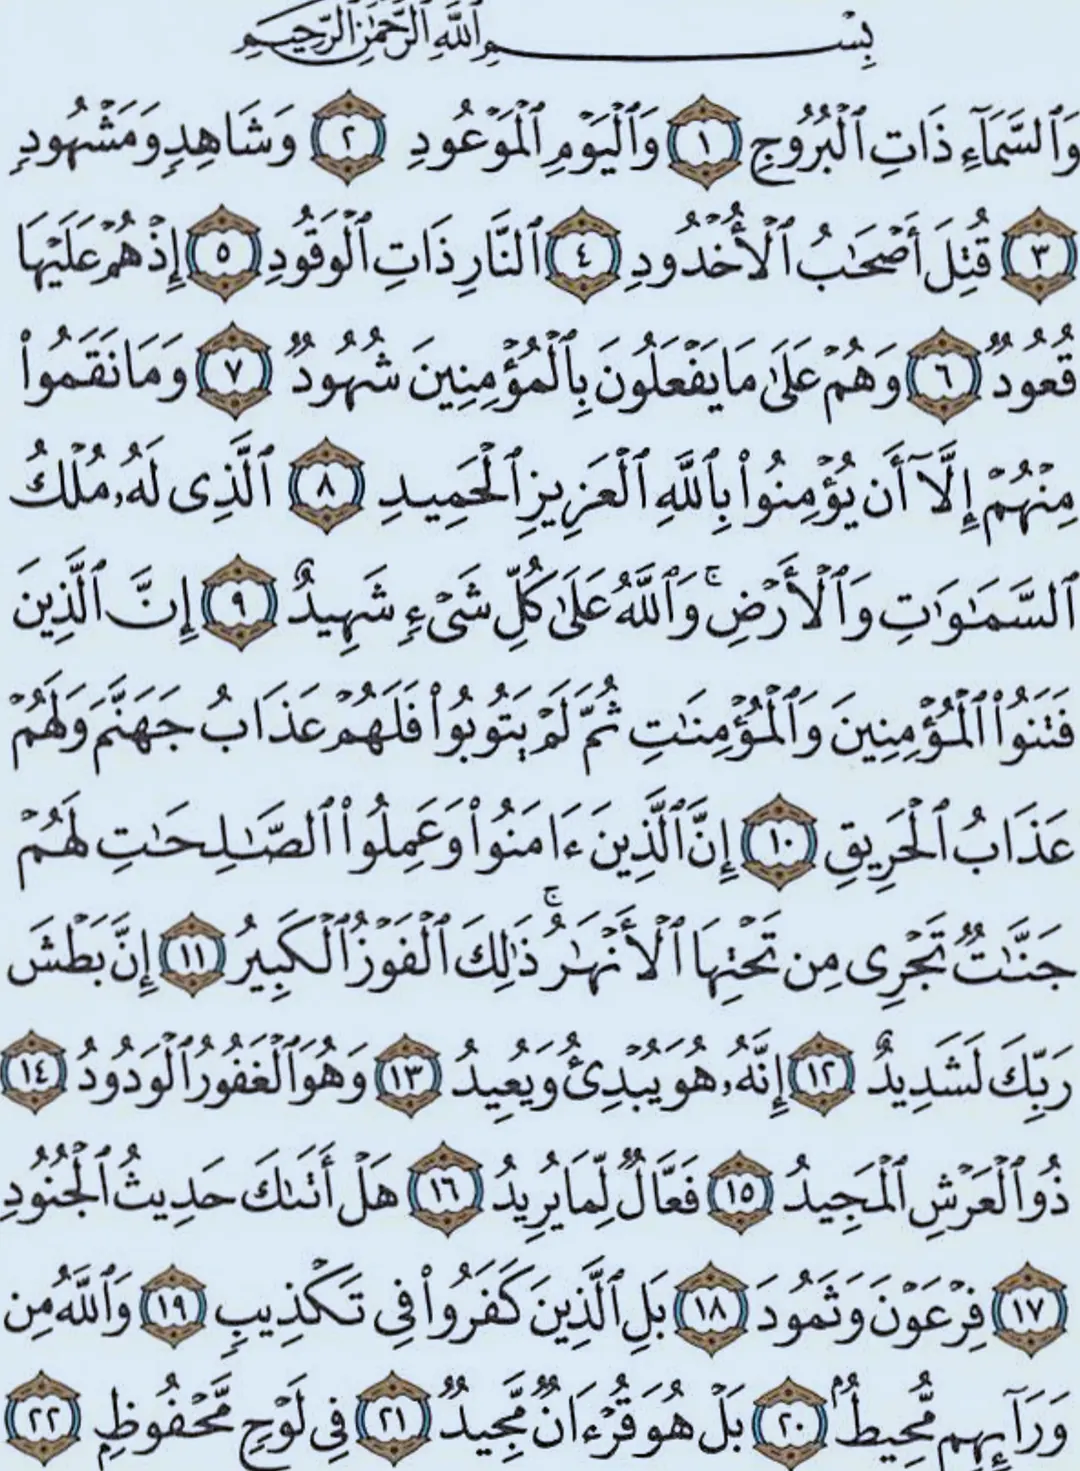 بِسْمِ ٱللَّهِ ٱلرَّحْمَٰنِ ٱلرَّحِيمِ
وَٱلسَّمَآءِ ذَاتِ ٱلْبُرُوجِ ١ وَٱلْيَوْمِ ٱلْمَوْعُودِ ٢ وَشَاهِدٍ وَمَشْهُودٍ
٣ قُتِلَ أَصْحَٰبُ ٱلْأُخْدُودِ ٤ ٱلنَّارِ ذَاتِ ٱلْوَقُودِ ٥ إِذْ هُمْ عَلَيْهَا
قُعُودٌ ٦ وَهُمْ عَلَىٰ مَا يَفْعَلُونَ بِٱلْمُؤْمِنِينَ شُهُودٌ ٧ وَمَا نَقَمُوا۟
مِنْهُمْ إِلَّآ أَن يُؤْمِنُوا۟ بِٱللَّهِ ٱلْعَزِيزِ ٱلْحَمِيدِ ٨ ٱلَّذِى لَهُۥ مُلْكُ
ٱلسَّمَٰوَٰتِ وَٱلْأَرْضِ ۚ وَٱللَّهُ عَلَىٰ كُلِّ شَىْءٍ شَهِيدٌ ٩ إِنَّ ٱلَّذِينَ
فَتَنُوا۟ ٱلْمُؤْمِنِينَ وَٱلْمُؤْمِنَٰتِ ثُمَّ لَمْ يَتُوبُوا۟ فَلَهُمْ عَذَابُ جَهَنَّمَ وَلَهُمْ
عَذَابُ ٱلْحَرِيقِ ١٠ إِنَّ ٱلَّذِينَ ءَامَنُوا۟ وَعَمِلُوا۟ ٱلصَّٰلِحَٰتِ لَهُمْ
جَنَّٰتٌ تَجْرِى مِن تَحْتِهَا ٱلْأَنْهَٰرُ ۚ ذَٰلِكَ ٱلْفَوْزُ ٱلْكَبِيرُ ١١ إِنَّ بَطْشَ
رَبِّكَ لَشَدِيدٌ ١٢ إِنَّهُۥ هُوَ يُبْدِئُ وَيُعِيدُ ١٣ وَهُوَ ٱلْغَفُورُ ٱلْوَدُودُ ١٤
ذُو ٱلْعَرْشِ ٱلْمَجِيدُ ١٥ فَعَّالٌ لِّمَا يُرِيدُ ١٦ هَلْ أَتَىٰكَ حَدِيثُ ٱلْجُنُودِ
١٧ فِرْعَوْنَ وَثَمُودَ ١٨ بَلِ ٱلَّذِينَ كَفَرُوا۟ فِى تَكْذِيبٍ ١٩ وَٱللَّهُ مِن
وَرَآئِهِم مُّحِيطٌۢ ٢٠ بَلْ هُوَ قُرْءَانٌ مَّجِيدٌ ٢١ فِى لَوْحٍ مَّحْفُوظٍۭ ٢٢